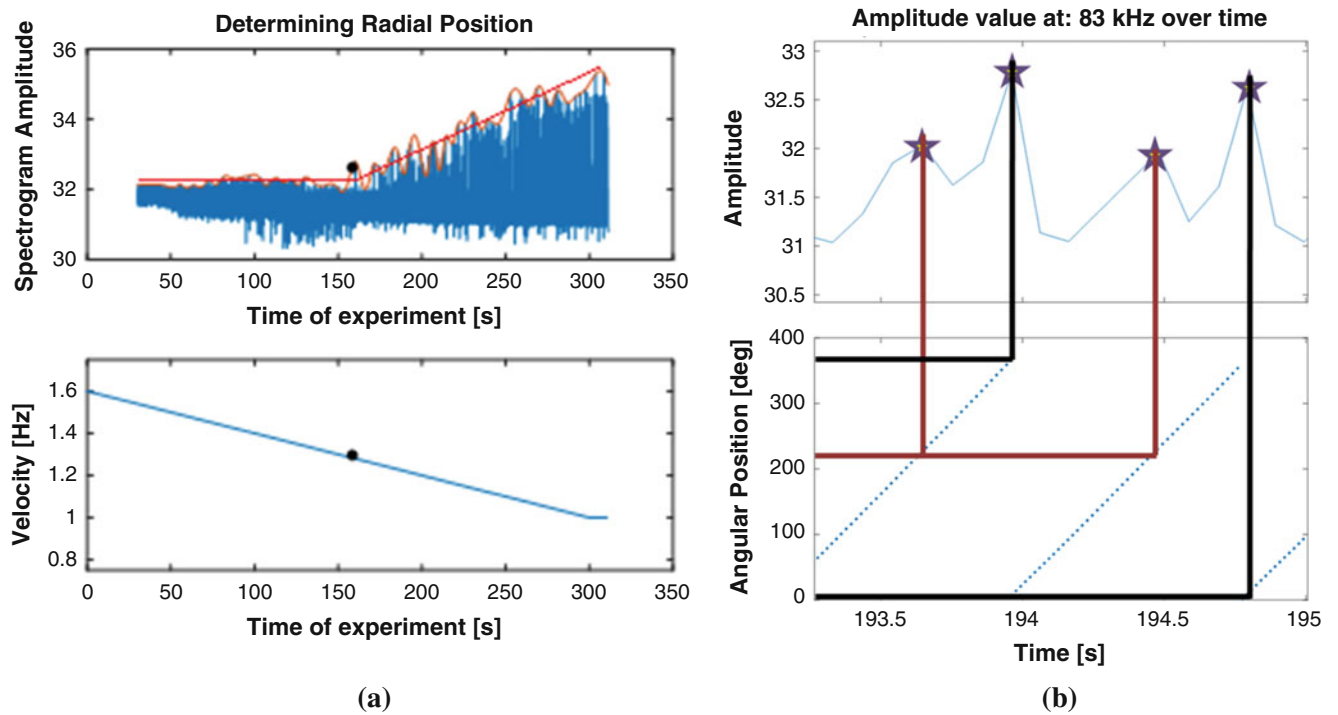 Determining Radial Position
Spectrogram Amplitude
36
34
32
30
0 50 100 150 200 250 300 350
Time of experiment [s]
Velocity [Hz]
1.6
1.4
1.2
1
0.8
0 50 100 150 200 250 300 350
Time of experiment [s]
(a)
Amplitude value at: 83 kHz over time
Amplitude
33
32.5
32
31.5
31
30.5
Angular Position [deg]
400
300
200
100
0
193.5 194 194.5 195
Time [s]
(b)